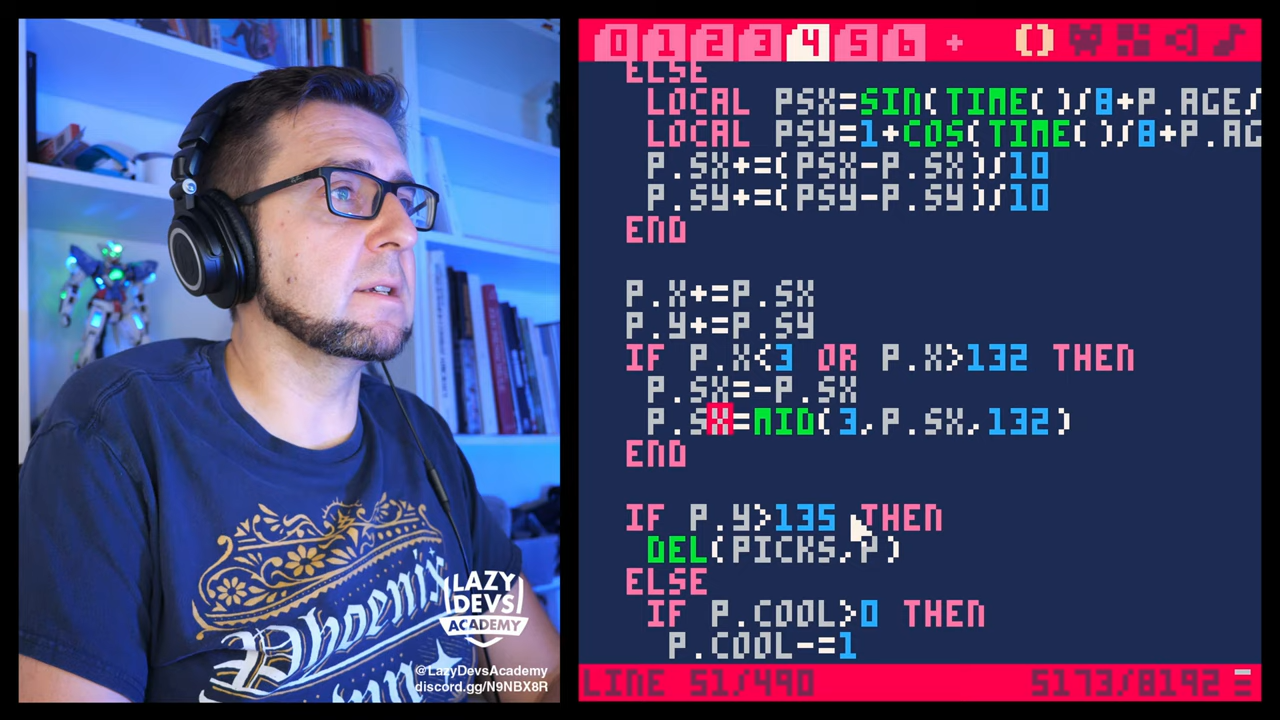 0 1 2 3 4 5 6 +
ELSE
LOCAL PSX=SIN(TIME()/8+P.AGE/
LOCAL PSY=1+COS(TIME()/8+P.AG
P.SX+=(PSX-P.SX)/10
P.SY+=(PSY-P.SY)/10
END
P.X+=P.SX
P.Y+=P.SY
IF P.X<3 OR P.X>132 THEN
P.SX=-P.SX
P.SX=MID(3,P.SX,132)
END
IF P.Y>135 THEN
DEL(PICKS,P)
ELSE
IF P.COOL>0 THEN
P.COOL-=1
LINE 51/490 5173/8192
Phoenix
LAZY
DEVS
ACADEMY
@LazyDevsAcademy
discord.gg/N9NBX8R